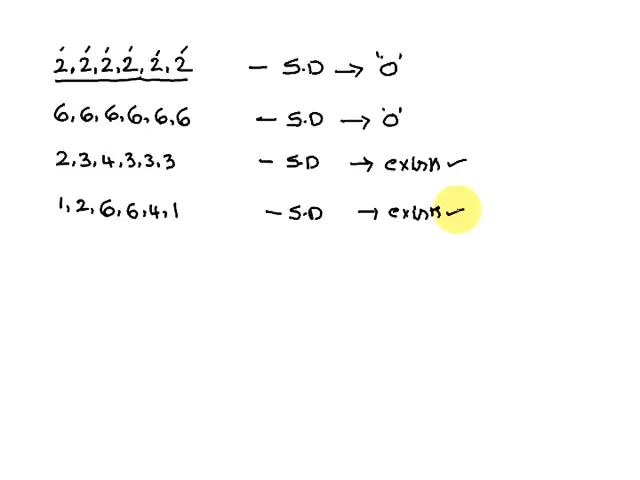 2, 2, 2, 2, 2, 2 – S.D → '0'
6, 6, 6, 6, 6, 6 – S.D → '0'
2, 3, 4, 3, 3, 3 – S.D → exists ✓
1, 2, 6, 6, 4, 1 – S.D → exists ✓